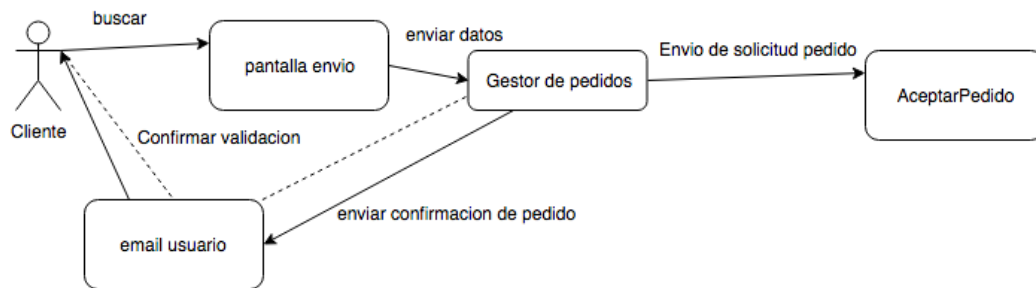 buscar
enviar datos
Envio de solicitud pedido
pantalla envio
Gestor de pedidos
AceptarPedido
Cliente
Confirmar validacion
enviar confirmacion de pedido
email usuario